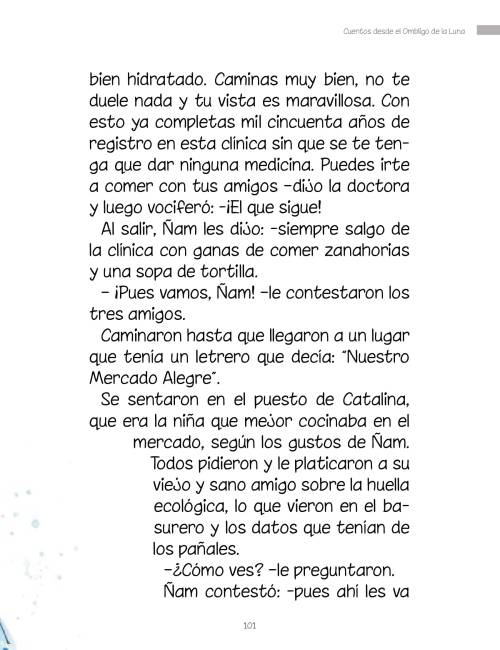 Cuentos desde el Ombligo de la Luna
bien hidratado. Caminas muy bien, no te
duele nada y tu vista es maravillosa. Con
esto ya completas mil cincuenta años de
registro en esta clínica sin que se te ten-
ga que dar ninguna medicina. Puedes irte
a comer con tus amigos –dijo la doctora
y luego vociferó: -¡El que sigue!
Al salir, Ñam les dijo: -siempre salgo de
la clínica con ganas de comer zanahorias
y una sopa de tortilla.
– ¡Pues vamos, Ñam! –le contestaron los
tres amigos.
Caminaron hasta que llegaron a un lugar
que tenía un letrero que decía: "Nuestro
Mercado Alegre".
Se sentaron en el puesto de Catalina,
que era la niña que mejor cocinaba en el
mercado, según los gustos de Ñam.
Todos pidieron y le platicaron a su
viejo y sano amigo sobre la huella
ecológica, lo que vieron en el ba-
surero y los datos que tenían de
los pañales.
–¿Cómo ves? –le preguntaron.
Ñam contestó: -pues ahí les va
101